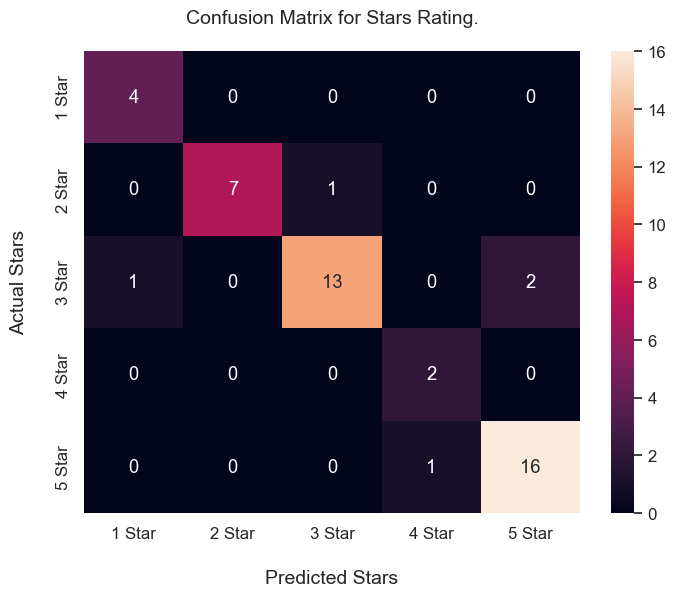 Confusion Matrix for Stars Rating.
Actual Stars
1 Star 4 0 0 0 0
2 Star 0 7 1 0 0
3 Star 1 0 13 0 2
4 Star 0 0 0 2 0
5 Star 0 0 0 1 16
1 Star 2 Star 3 Star 4 Star 5 Star
Predicted Stars
16
14
12
10
8
6
4
2
0